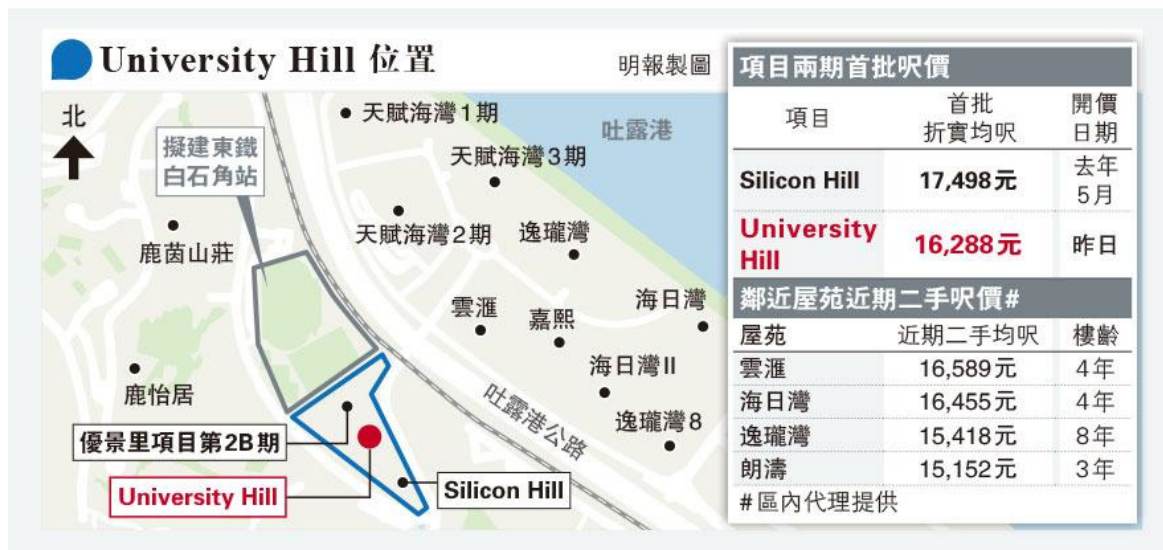 University Hill 位置
明報製圖
北
擬建東鐵
白石角站
天賦海灣1期
吐露港
天賦海灣3期
天賦海灣2期
逸瓏灣
鹿茵山莊
雲滙
嘉熙
海日灣
海日灣II
鹿怡居
吐露港公路
逸瓏灣8
優景里項目第2B期
University Hill
Silicon Hill
項目兩期首批呎價
項目 首批 開價
折實均呎 日期
Silicon Hill 17,498元 去年
5月
University
Hill 16,288元 昨日
鄰近屋苑近期二手呎價#
屋苑 近期二手均呎 樓齡
雲滙 16,589元 4年
海日灣 16,455元 4年
逸瓏灣 15,418元 8年
朗濤 15,152元 3年
#區內代理提供